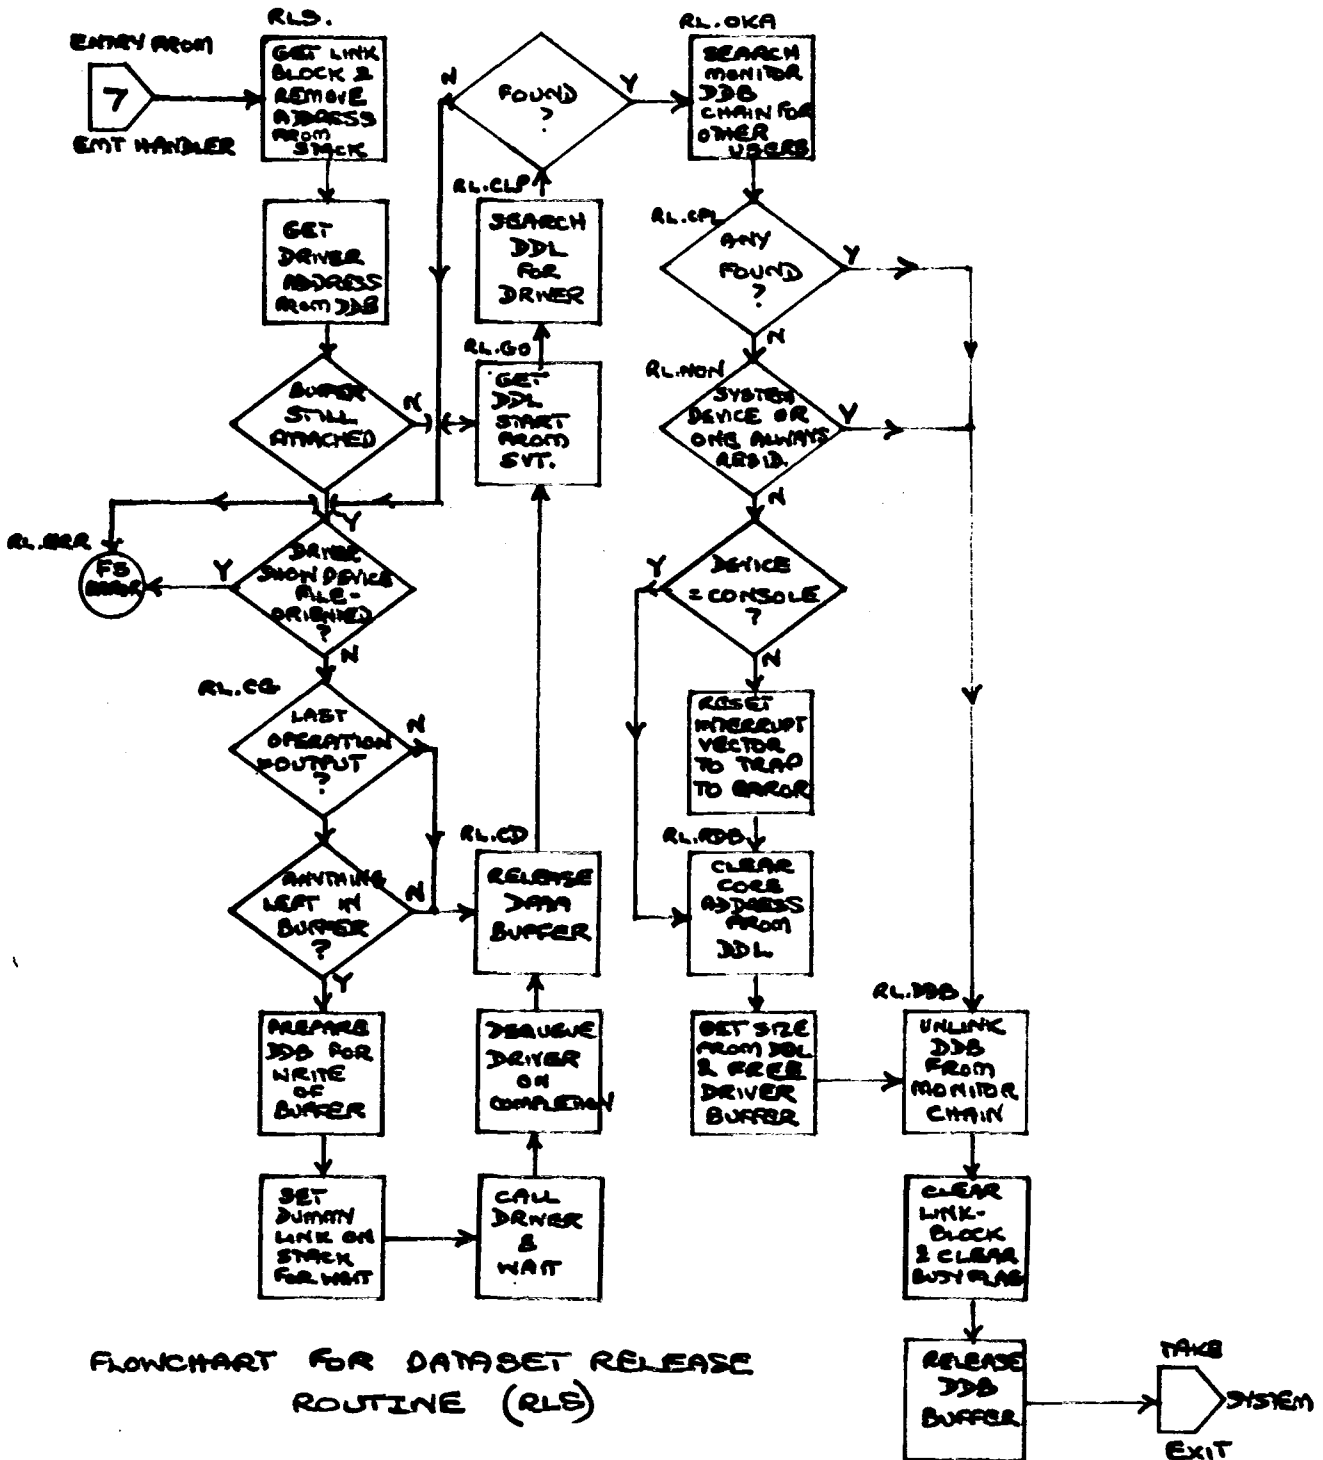 RLS.
ENTRY FROM
7
EMT HANDLER
GET LINK
BLOCK &
REMOVE
ADDRESS
FROM
STACK
GET
DRIVER
ADDRESS
FROM DDB
BUFFER
STILL
ATTACHED
N
Y
RL.ERR
F5
ERROR
Y
DRIVER
SHOW DEVICE
FILE-
ORIENTED
?
N
RL.CG
LAST
OPERATION
=OUTPUT
?
N
ANYTHING
LEFT IN
BUFFER
?
N
Y
PREPARE
DDB FOR
WRITE
OF
BUFFER
SET
DUMMY
LINK ON
STACK
FOR WAIT
CALL
DRIVER
&
WAIT
DEQUEUE
DRIVER
ON
COMPLETION
RL.CD
RELEASE
DATA
BUFFER
RL.GO
GET
DDL
START
FROM
SVT.
RL.CLP
SEARCH
DDL
FOR
DRIVER
N
FOUND
?
Y
RL.OKA
SEARCH
MONITOR
DDB
CHAIN FOR
OTHER
USERS
RL.CPL
ANY
FOUND
?
Y
N
RL.NON
SYSTEM
DEVICE OR
ONE ALWAYS
RESID.
Y
N
DEVICE
=CONSOLE
?
Y
N
RESET
INTERRUPT
VECTOR
TO TRAP
TO ERROR
RL.RDB
CLEAR
CORE
ADDRESS
FROM
DDL
GET SIZE
FROM DDL
& FREE
DRIVER
BUFFER
RL.DDB
UNLINK
DDB
FROM
MONITOR
CHAIN
CLEAR
LINK-
BLOCK
& CLEAR
BUSY FLAG
RELEASE
DDB
BUFFER
TAKE
SYSTEM
EXIT
FLOWCHART FOR DATASET RELEASE
ROUTINE (RLS)